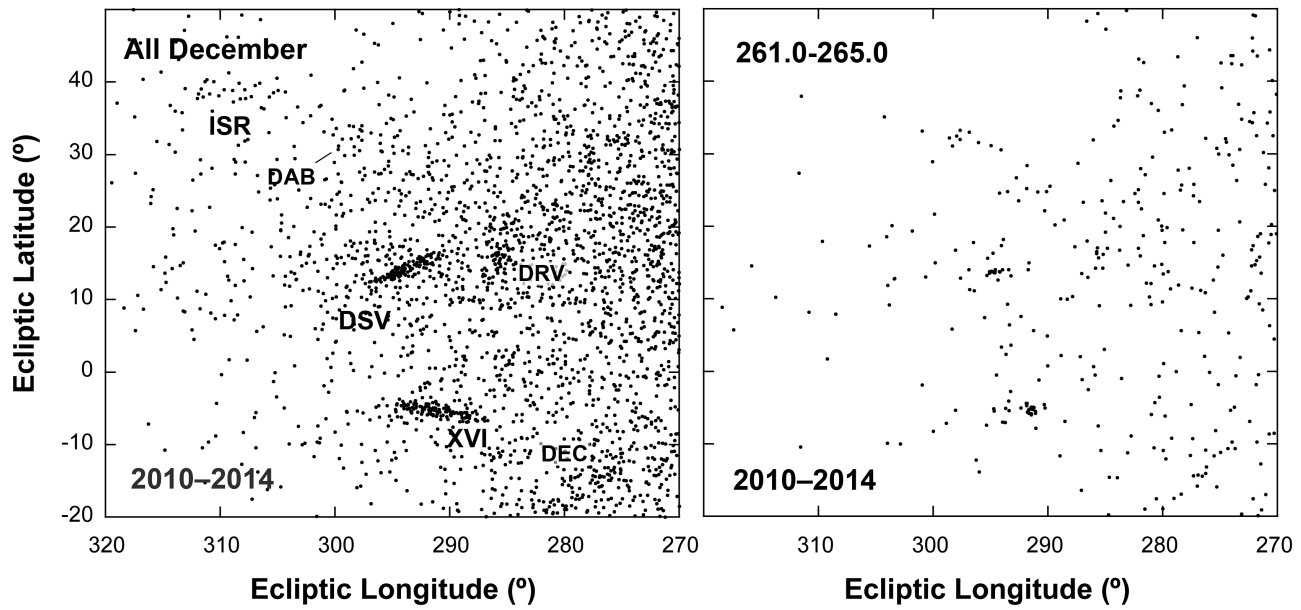 All December
261.0-265.0
40
ISR
30
DAB
20
DRV
DSV
10
0
XVI
-10
DEC
2010–2014
2010–2014
-20
320 310 300 290 280 270
310 300 290 280 270
Ecliptic Latitude (º)
Ecliptic Longitude (º)
Ecliptic Longitude (º)